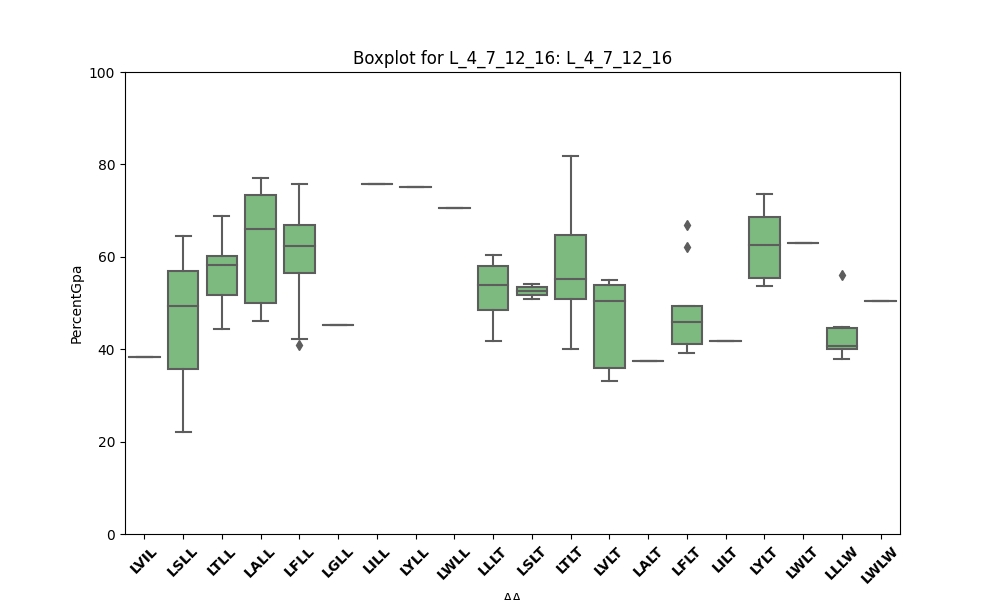 Boxplot for L_4_7_12_16: L_4_7_12_16
100
80
60
40
20
0
PercentGpa
LVIL LSLL LTLL LALL LFLL LGLL LILL LYLL LWLL LLLT LSLT LTLT LVLT LALT LFLT LILT LYLT LWLT LLLW LWLW
AA